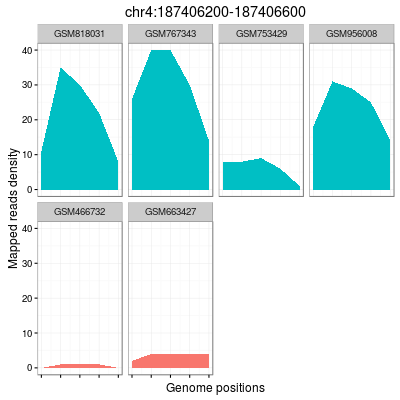 chr4:187406200-187406600
GSM818031 GSM767343 GSM753429 GSM956008
40
30
20
10
0
Mapped reads density
GSM466732 GSM663427
40
30
20
10
0
Genome positions